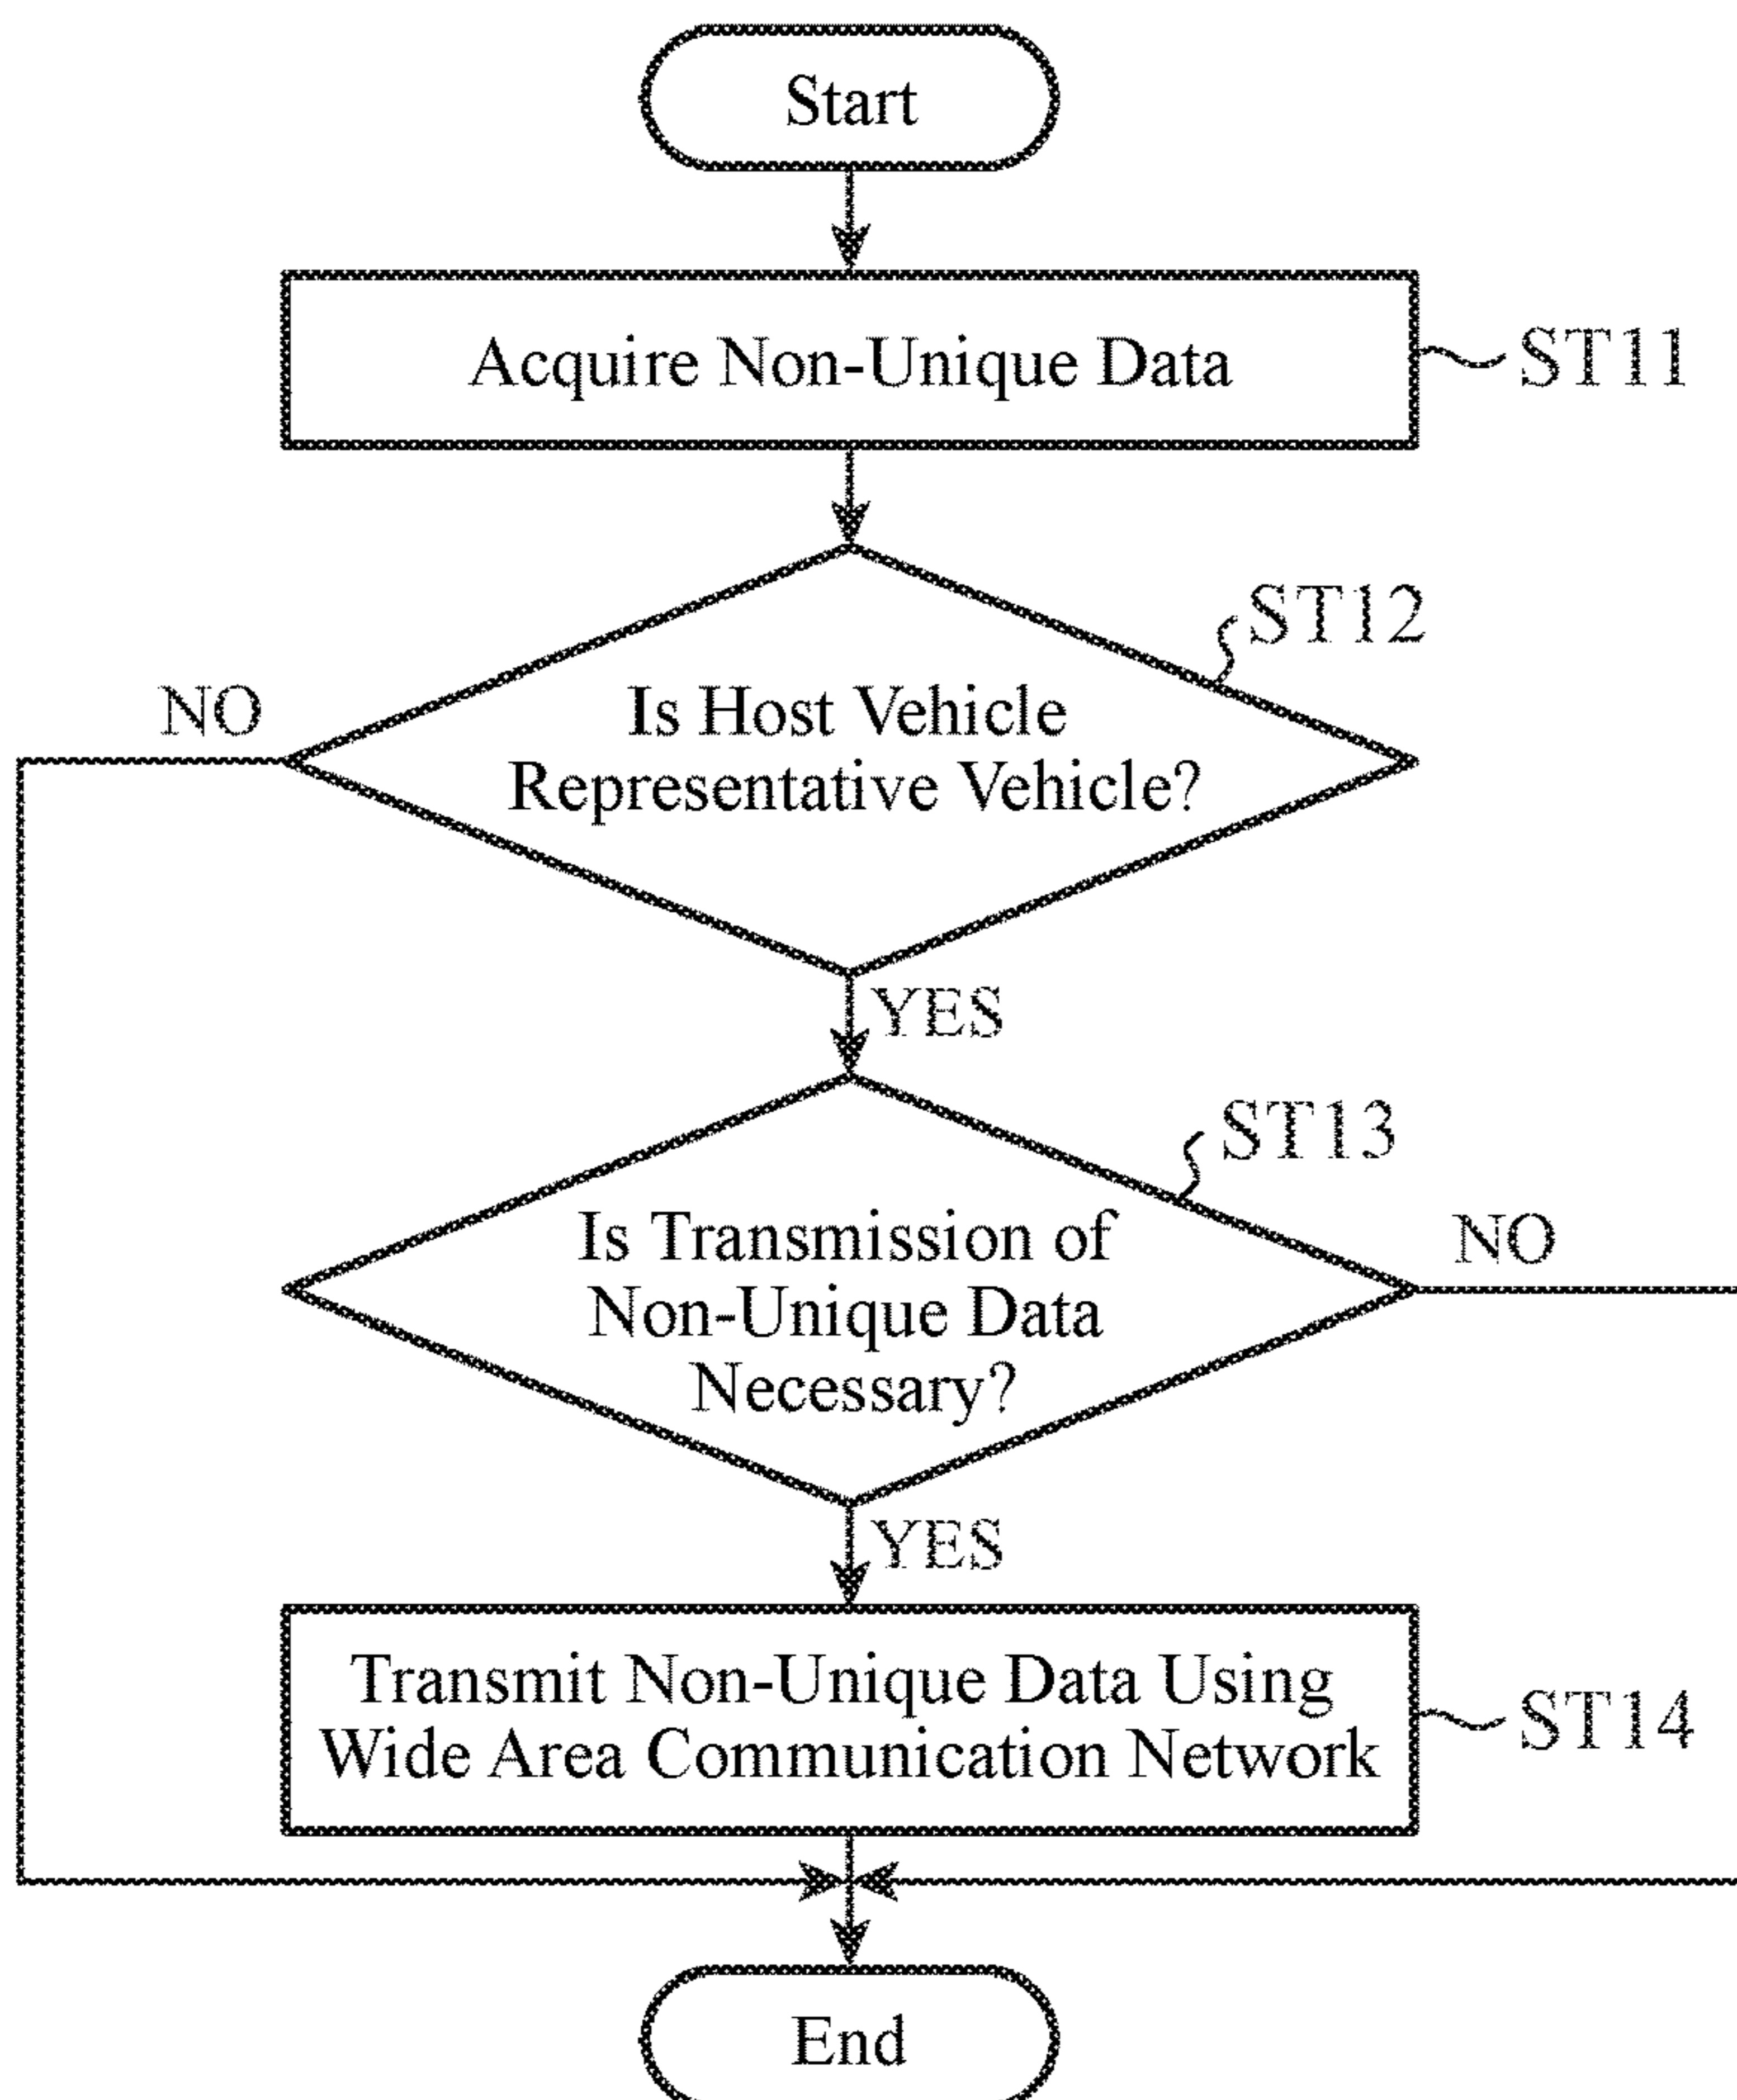 Start
Acquire Non-Unique Data
ST11
ST12
NO
Is Host Vehicle
Representative Vehicle?
YES
ST13
NO
Is Transmission of
Non-Unique Data
Necessary?
YES
Transmit Non-Unique Data Using
Wide Area Communication Network
ST14
End